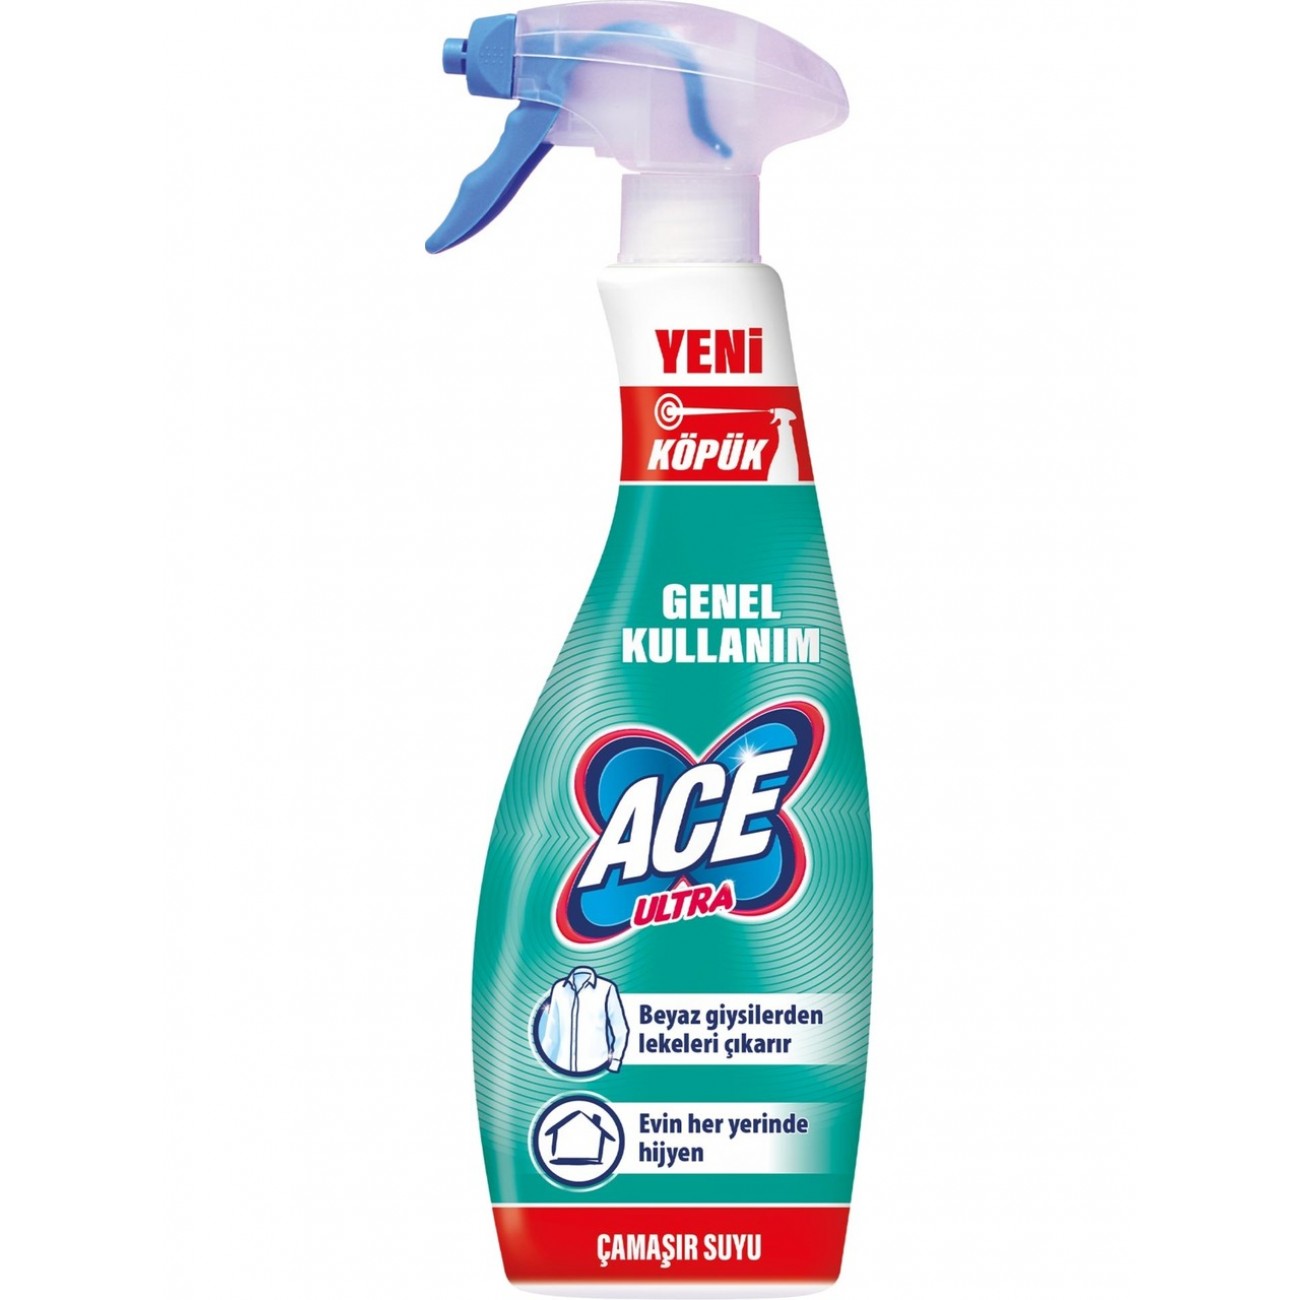 YENİ
KÖPÜK
GENEL
KULLANIM
ACE
ULTRA
Beyaz giysilerden
lekeleri çıkarır
Evin her yerinde
hijyen
ÇAMAŞIR SUYU